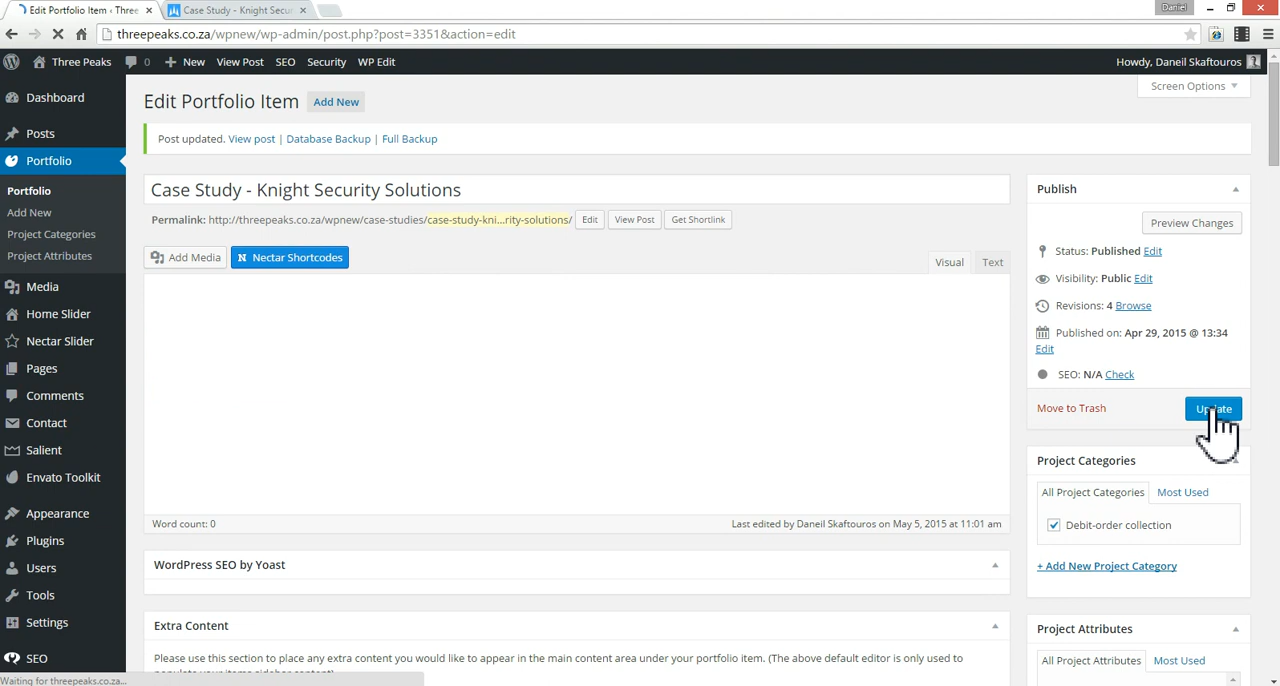 Edit Portfolio Item ‹ Three
Case Study - Knight Secur
Daniel
threepeaks.co.za/wpnew/wp-admin/post.php?post=3351&action=edit
Three Peaks
0
New
View Post
SEO
Security
WP Edit
Howdy, Daneil Skaftouros
Dashboard
Posts
Portfolio
Portfolio
Add New
Project Categories
Project Attributes
Media
Home Slider
Nectar Slider
Pages
Comments
Contact
Salient
Envato Toolkit
Appearance
Plugins
Users
Tools
Settings
SEO
Screen Options
Edit Portfolio Item
Add New
Post updated. View post | Database Backup | Full Backup
Case Study - Knight Security Solutions
Permalink: http://threepeaks.co.za/wpnew/case-studies/case-study-kni...rity-solutions/ Edit View Post Get Shortlink
Add Media
N Nectar Shortcodes
Visual
Text
Word count: 0
Last edited by Daneil Skaftouros on May 5, 2015 at 11:01 am
WordPress SEO by Yoast
Extra Content
Please use this section to place any extra content you would like to appear in the main content area under your portfolio item. (The above default editor is only used to
populate your items sidebar content)
Publish
Preview Changes
Status: Published Edit
Visibility: Public Edit
Revisions: 4 Browse
Published on: Apr 29, 2015 @ 13:34
Edit
SEO: N/A Check
Move to Trash
Update
Project Categories
All Project Categories
Most Used
Debit-order collection
+ Add New Project Category
Project Attributes
All Project Attributes
Most Used
Waiting for threepeaks.co.za...